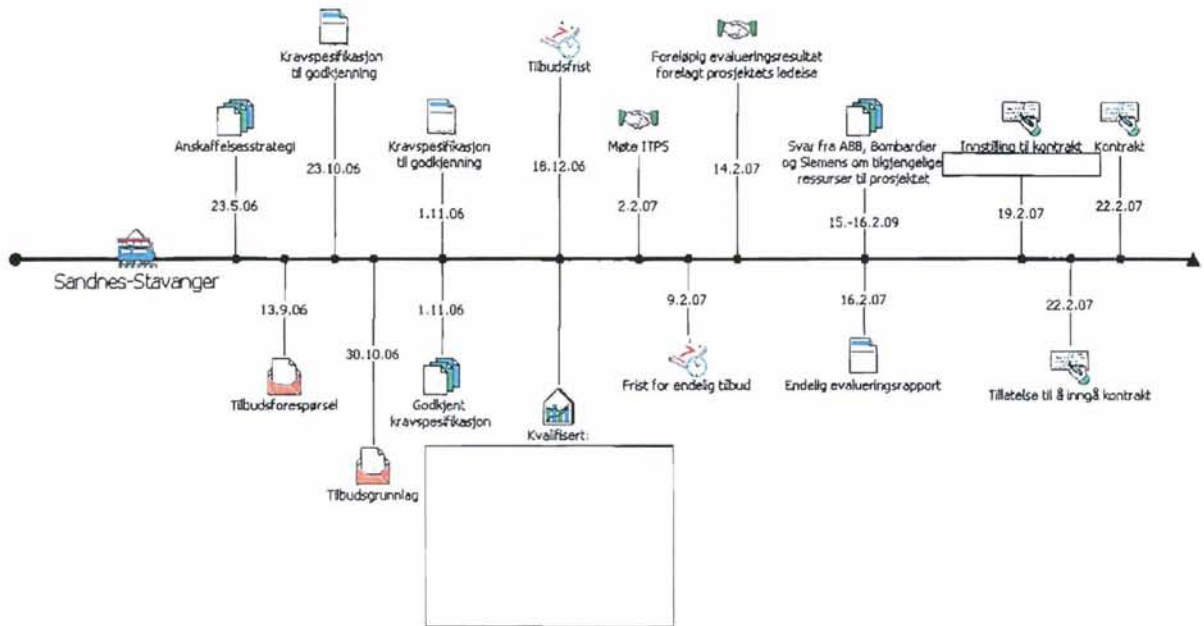 Kravspesifikasjon
til godkjenning
23.10.06
Anskaffelsesstrategi
23.5.06
Kravspesifikasjon
til godkjenning
1.11.06
Tilbudsfrist
18.12.06
Møte ITPS
2.2.07
Foreløpig evalueringsresultat
forelagt prosjektets ledelse
14.2.07
Svar fra ABB, Bombardier
og Siemens om tilgjengelige
ressurser til prosjektet
15.-16.2.09
Innstilling til kontrakt
19.2.07
Kontrakt
22.2.07
Sandnes-Stavanger
13.9.06
Tilbudsforespørsel
30.10.06
Tilbudsgrunnlag
1.11.06
Godkjent
kravspesifikasjon
Kvalifisert:
9.2.07
Frist for endelig tilbud
16.2.07
Endelig evalueringsrapport
22.2.07
Tillatelse til å inngå kontrakt